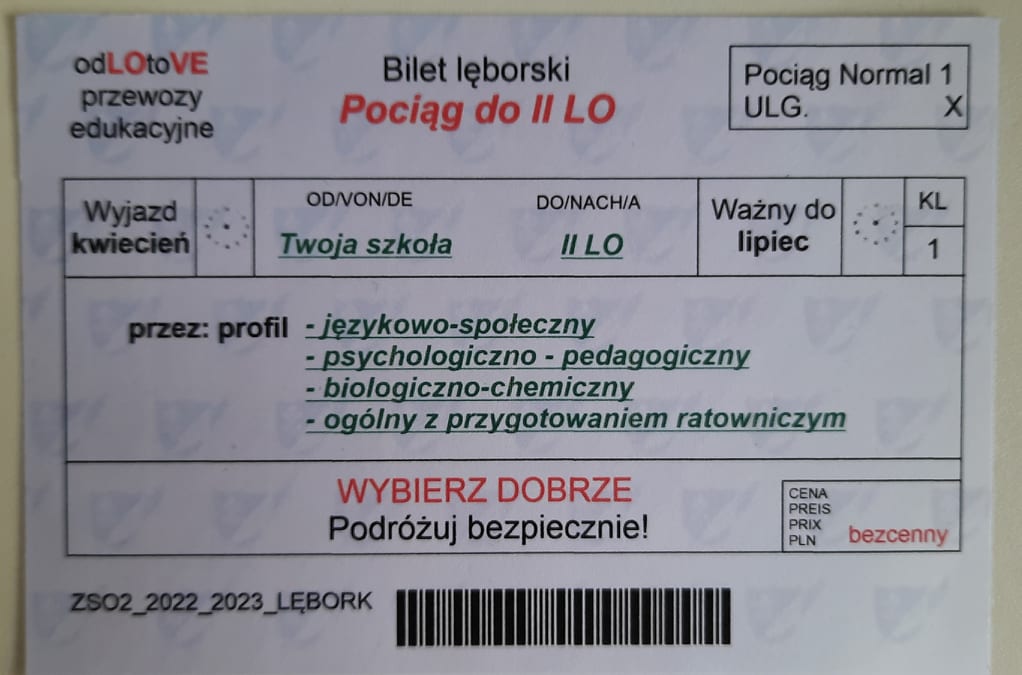 odLOtoVE
przewozy
edukacyjne
Bilet lęborski
Pociąg do II LO
Pociąg Normal 1
ULG. X
Wyjazd
kwiecień
OD/VON/DE
Twoja szkoła
DO/NACH/A
II LO
Ważny do
lipiec
KL
1
przez: profil - językowo-społeczny
- psychologiczno - pedagogiczny
- biologiczno-chemiczny
- ogólny z przygotowaniem ratowniczym
WYBIERZ DOBRZE
Podróżuj bezpiecznie!
CENA
PREIS
PRIX
PLN bezcenny
ZSO2_2022_2023_LĘBORK